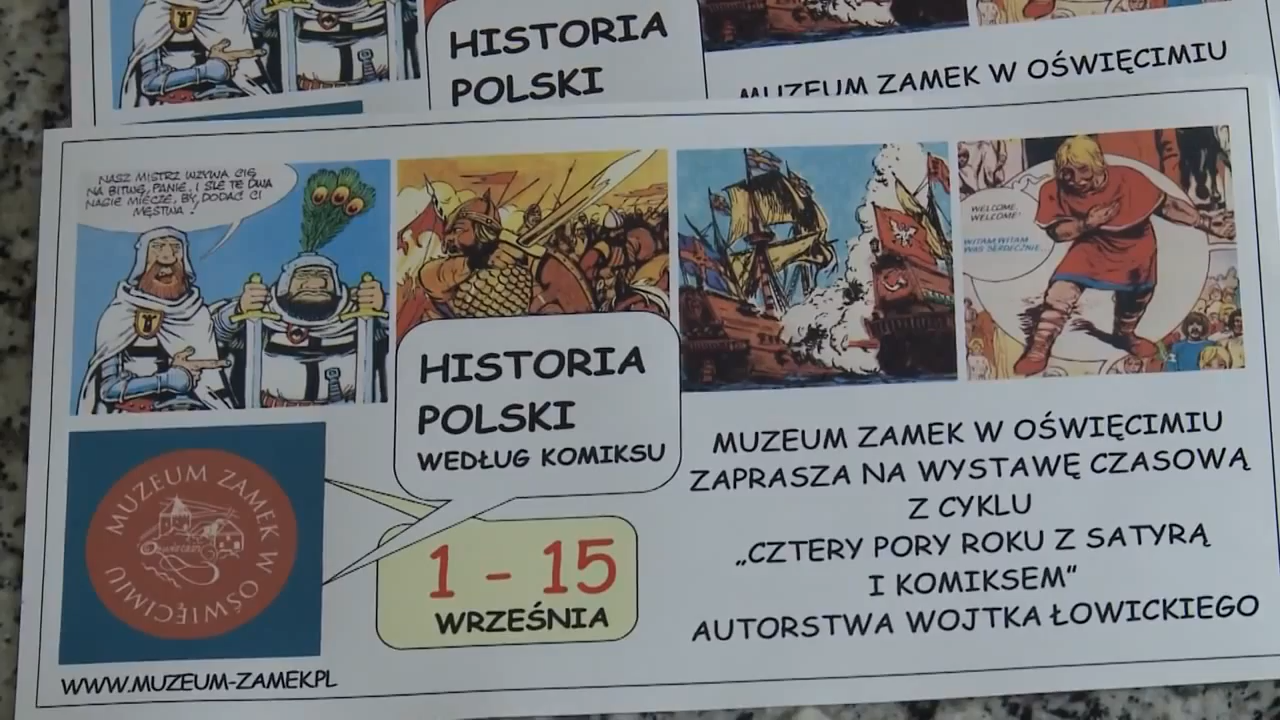 HISTORIA
POLSKI
MUZEUM ZAMEK W OŚWIĘCIMIU
NASZ MISTRZ WZYWA CIĘ
NA BITWĘ, PANIE, I ŚLE TE DWA
NAGIE MIECZE, BY DODAĆ CI
MĘSTWA!
WELCOME,
WELCOME!
WITAM, WITAM
WAS SERDECZNIE...
HISTORIA
POLSKI
WEDŁUG KOMIKSU
1 - 15
WRZEŚNIA
MUZEUM ZAMEK W OŚWIĘCIMIU
WWW.MUZEUM-ZAMEK.PL
MUZEUM ZAMEK W OŚWIĘCIMIU
ZAPRASZA NA WYSTAWĘ CZASOWĄ
Z CYKLU
„CZTERY PORY ROKU Z SATYRĄ
I KOMIKSEM"
AUTORSTWA WOJTKA ŁOWICKIEGO